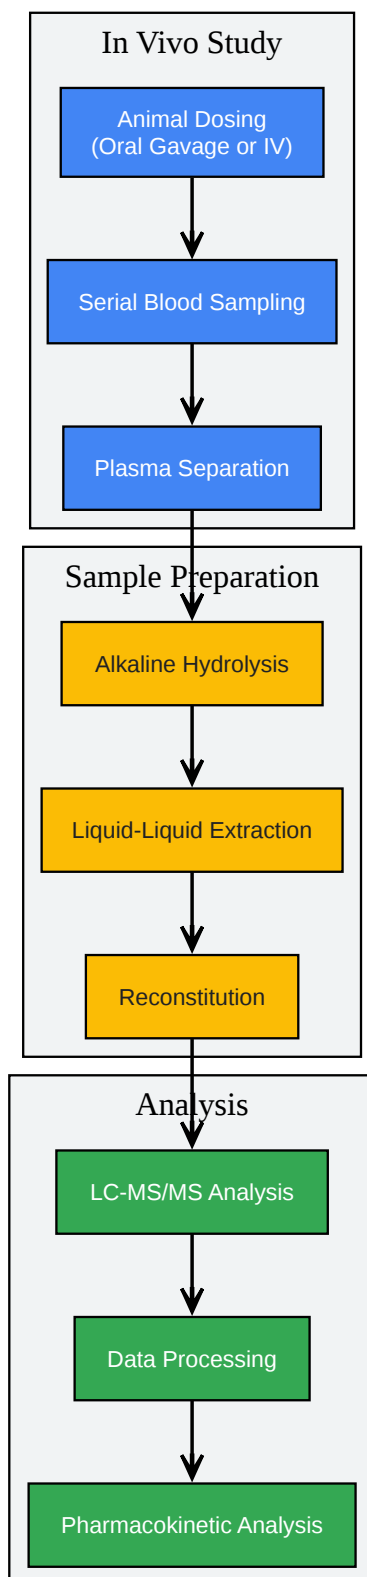 In Vivo Study
Animal Dosing
(Oral Gavage or IV)
Serial Blood Sampling
Plasma Separation
Sample Preparation
Alkaline Hydrolysis
Liquid-Liquid Extraction
Reconstitution
Analysis
LC-MS/MS Analysis
Data Processing
Pharmacokinetic Analysis